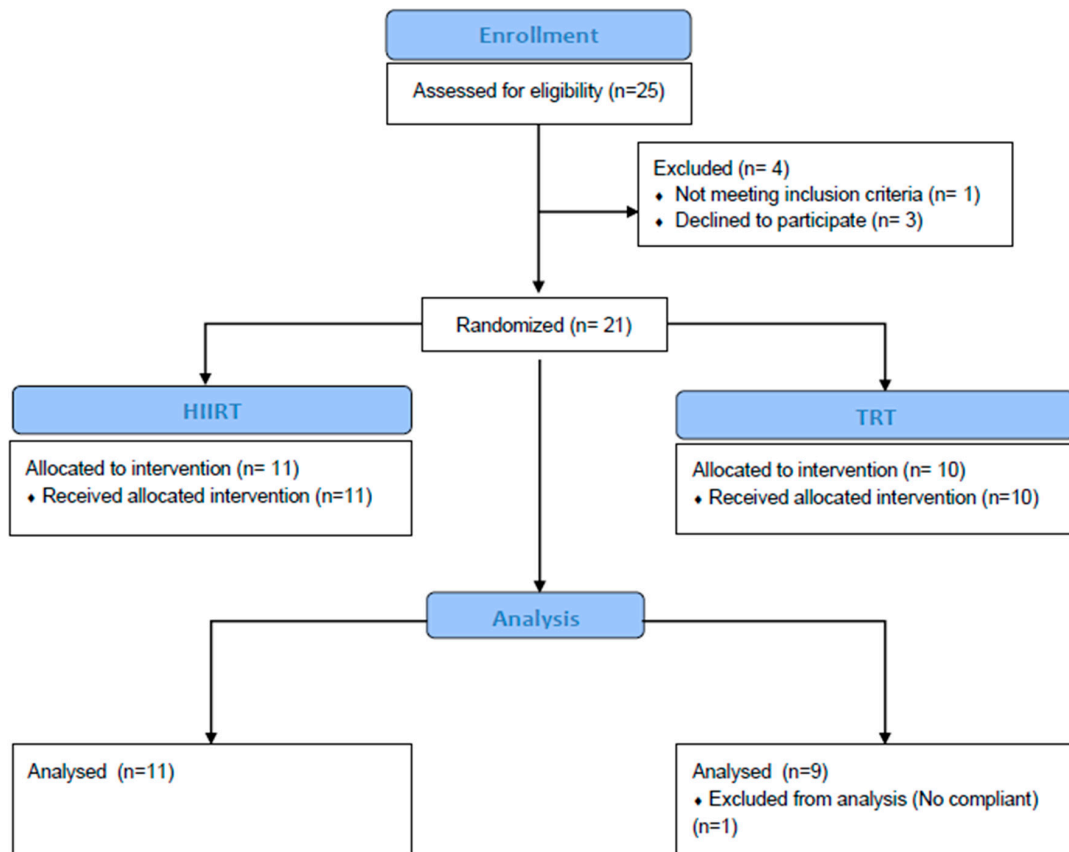 Enrollment
Assessed for eligibility (n=25)
Excluded (n= 4)
♦ Not meeting inclusion criteria (n= 1)
♦ Declined to participate (n= 3)
Randomized (n= 21)
HIIRT
Allocated to intervention (n= 11)
♦ Received allocated intervention (n=11)
TRT
Allocated to intervention (n= 10)
♦ Received allocated intervention (n=10)
Analysis
Analysed (n=11)
Analysed (n=9)
♦ Excluded from analysis (No compliant)
(n=1)